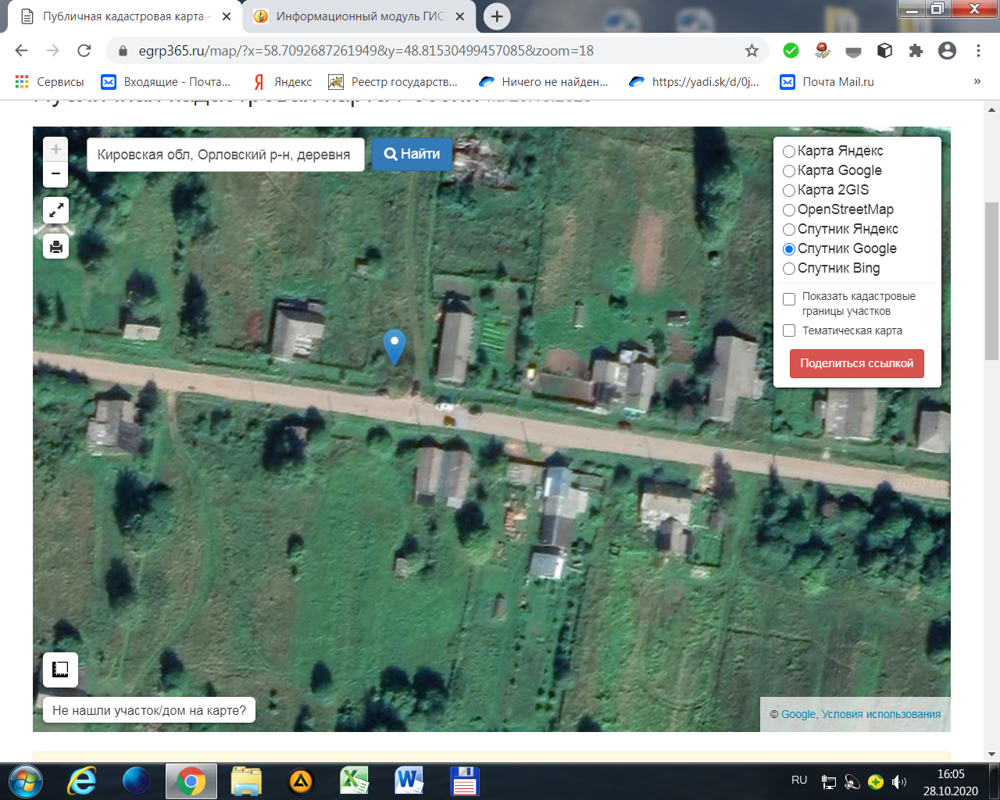 Публичная кадастровая карта -
Информационный модуль ГИС
egrp365.ru/map/?x=58.7092687261949&y=48.81530499457085&zoom=18
Сервисы
Входящие - Почта...
Яндекс
Реестр государств...
Ничего не найден...
https://yadi.sk/d/0j...
Почта Mail.ru
»
Кировская обл, Орловский р-н, деревня
Найти
Карта Яндекс
Карта Google
Карта 2GIS
OpenStreetMap
Спутник Яндекс
Спутник Google
Спутник Bing
Показать кадастровые
границы участков
Тематическая карта
Поделиться ссылкой
Не нашли участок/дом на карте?
© Google, Условия использования
RU
16:05
28.10.2020